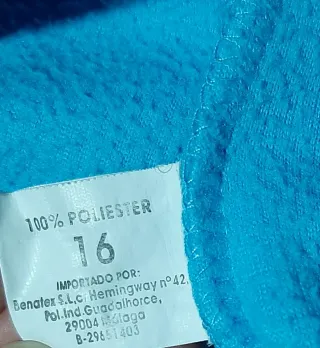 100% POLIESTER
16
IMPORTADO POR:
Benatex S.L.c. Hemingway nº42,
Pol.Ind.Guadalhorce,
29004 Málaga
B-29651403